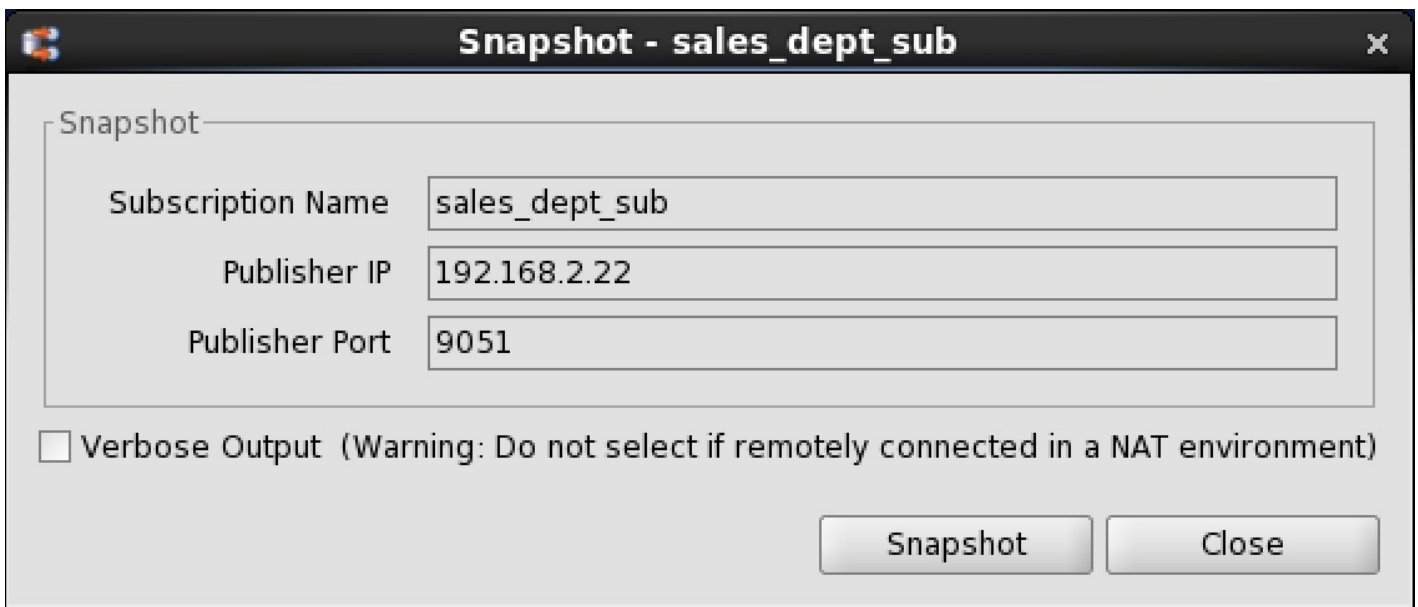 Snapshot - sales_dept_sub
Snapshot
Subscription Name sales_dept_sub
Publisher IP 192.168.2.22
Publisher Port 9051
Verbose Output (Warning: Do not select if remotely connected in a NAT environment)
Snapshot Close